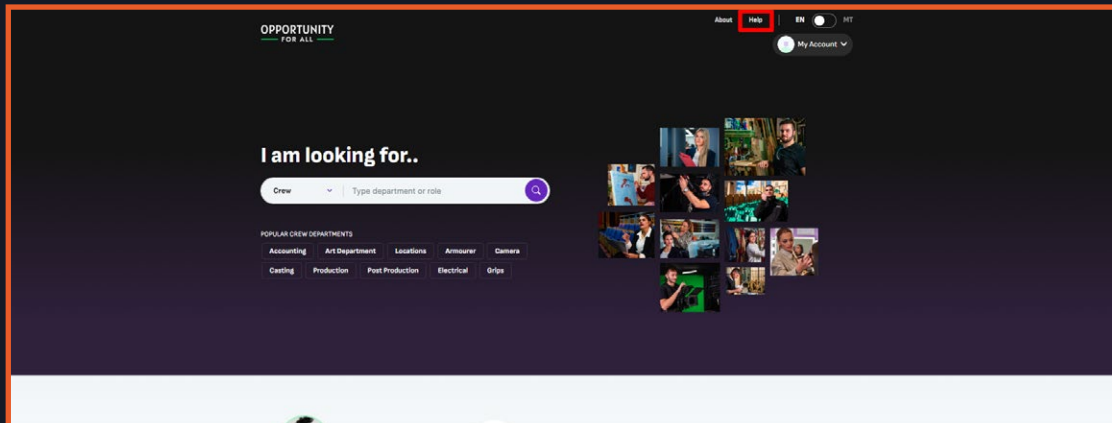 OPPORTUNITY
FOR ALL
About Help EN MT
My Account
I am looking for..
Crew Type department or role
POPULAR CREW DEPARTMENTS
Accounting Art Department Locations Armourer Camera
Casting Production Post Production Electrical Grips